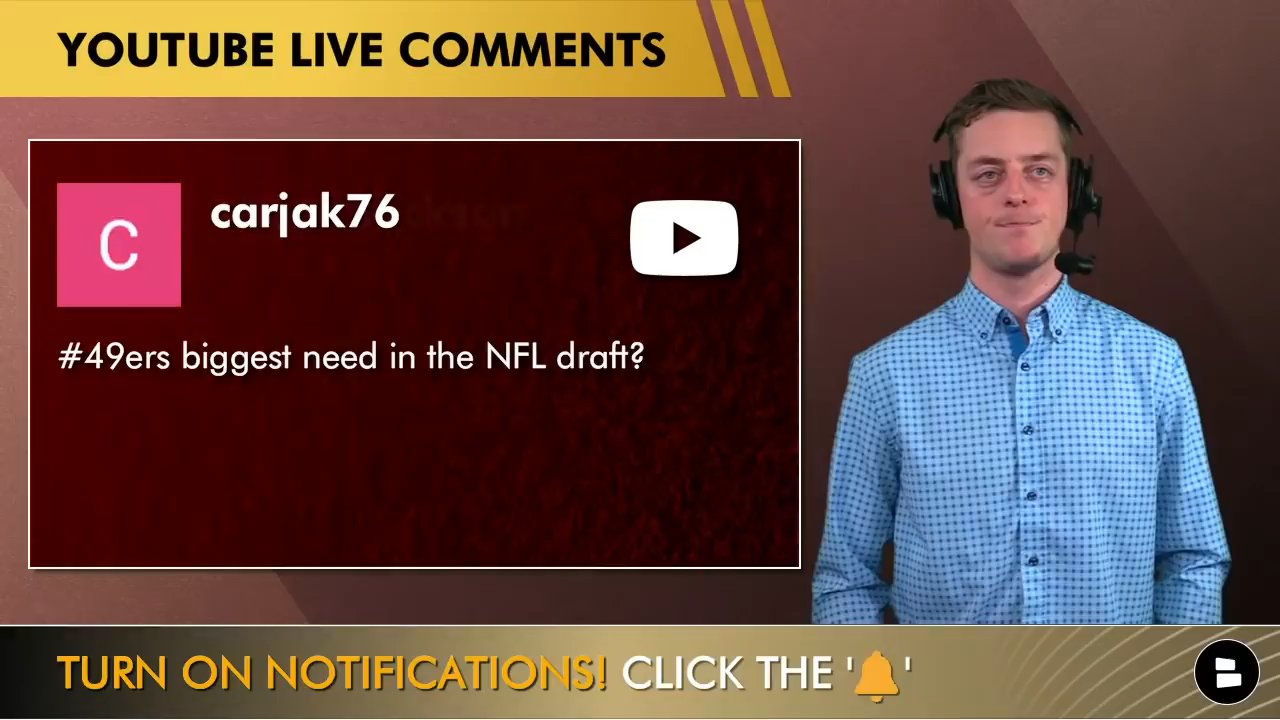 YOUTUBE LIVE COMMENTS
C
carjak76
#49ers biggest need in the NFL draft?
TURN ON NOTIFICATIONS! CLICK THE '🔔'